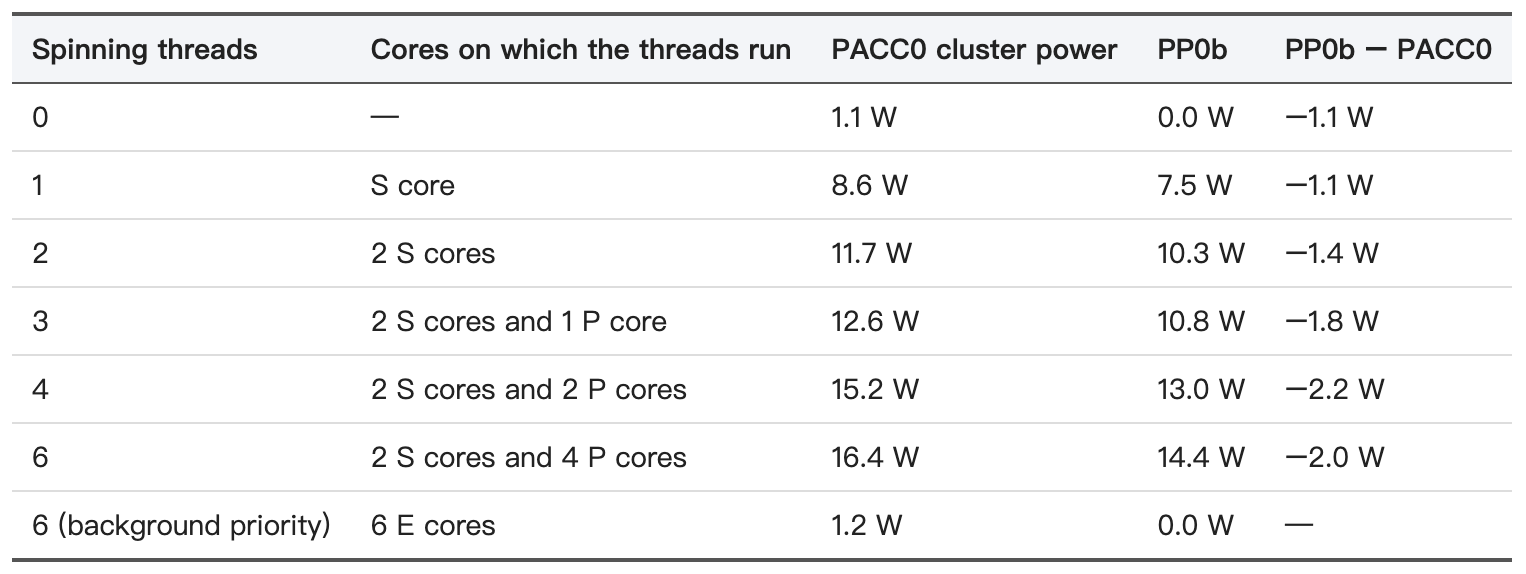 Spinning threads Cores on which the threads run PACC0 cluster power PP0b PP0b — PACC0
0 — 1.1 W 0.0 W —1.1 W
1 S core 8.6 W 7.5 W —1.1 W
2 2 S cores 11.7 W 10.3 W —1.4 W
3 2 S cores and 1 P core 12.6 W 10.8 W —1.8 W
4 2 S cores and 2 P cores 15.2 W 13.0 W —2.2 W
6 2 S cores and 4 P cores 16.4 W 14.4 W —2.0 W
6 (background priority) 6 E cores 1.2 W 0.0 W —